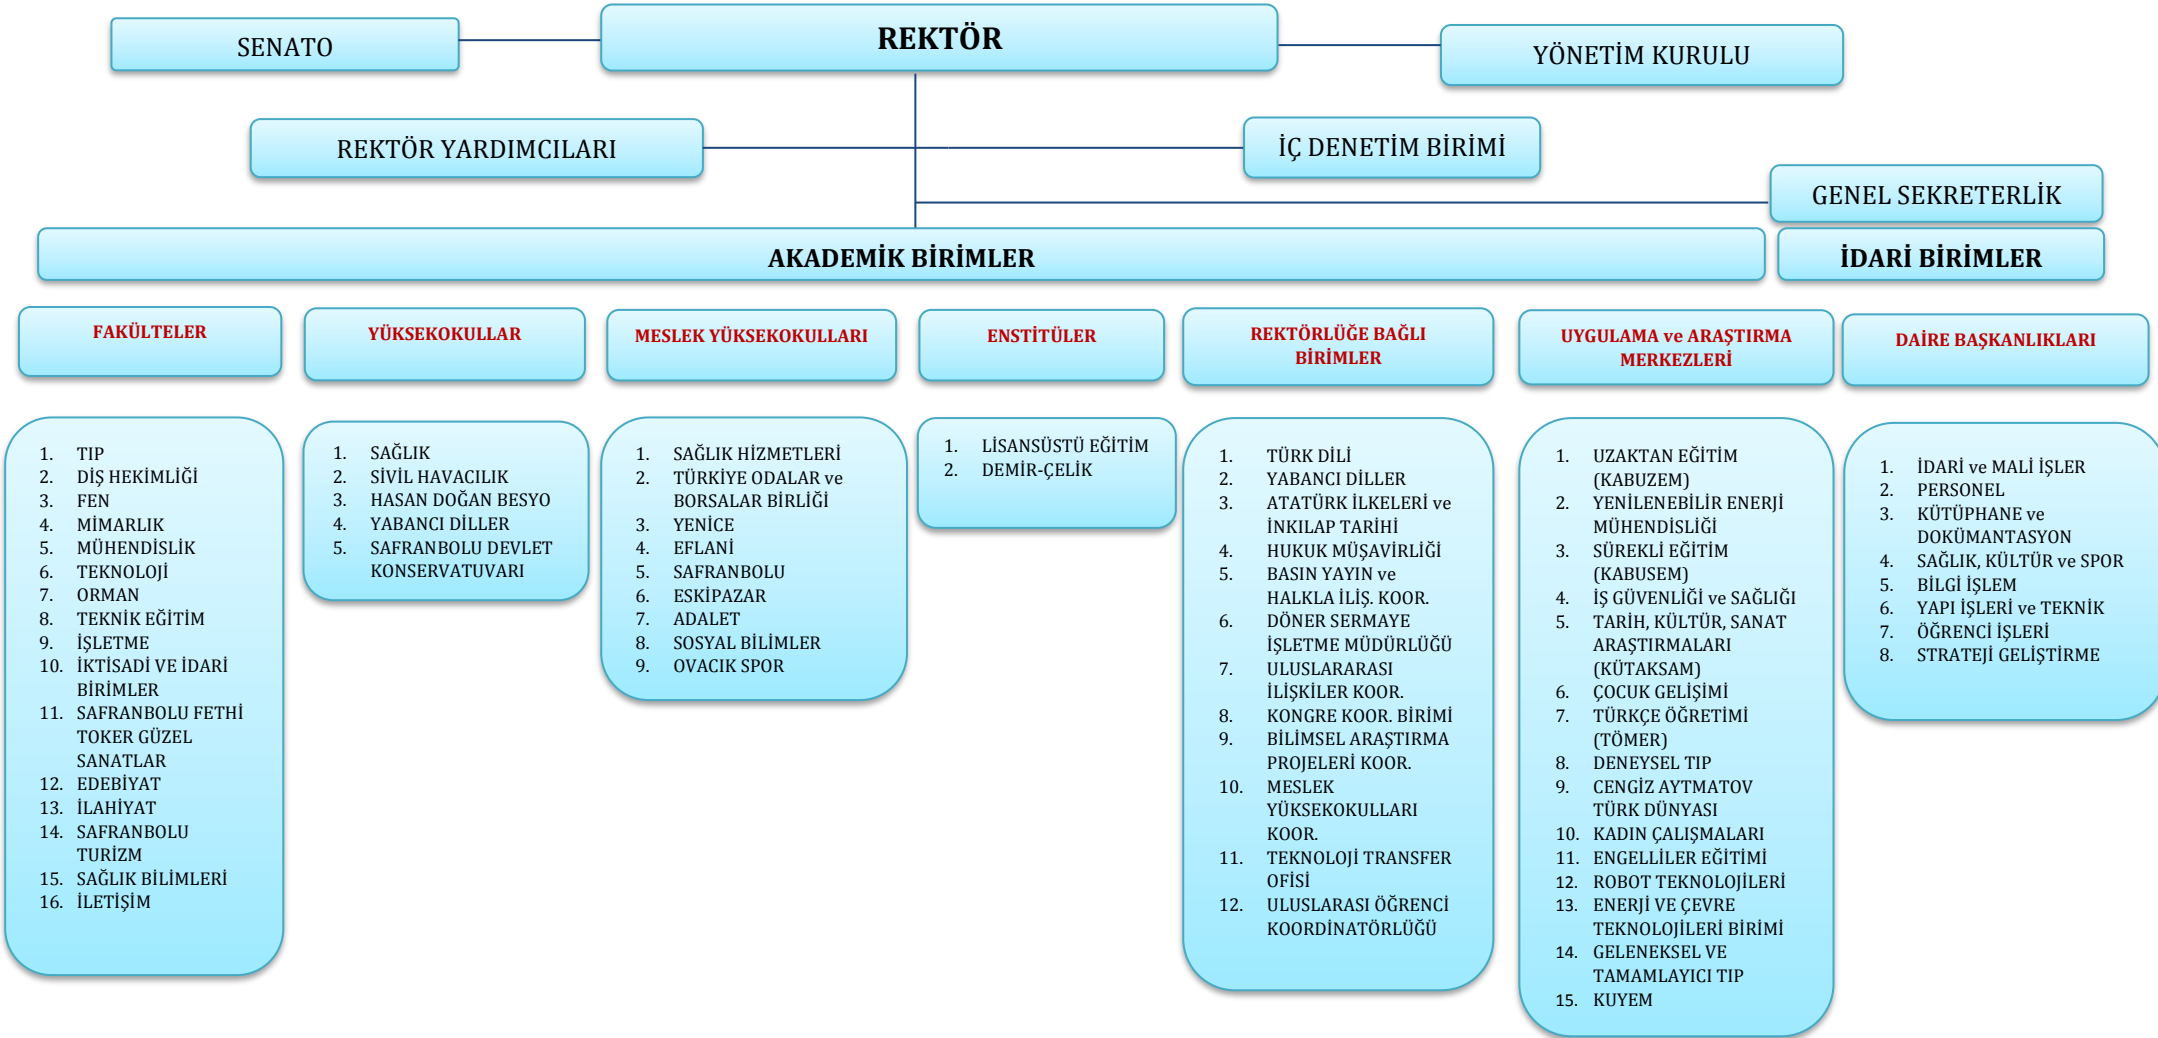 SENATO
REKTÖR
YÖNETİM KURULU
REKTÖR YARDIMCILARI
İÇ DENETİM BİRİMİ
GENEL SEKRETERLİK
AKADEMİK BİRİMLER
İDARİ BİRİMLER
FAKÜLTELER
1. TIP
2. DİŞ HEKİMLİĞİ
3. FEN
4. MİMARLIK
5. MÜHENDİSLİK
6. TEKNOLOJİ
7. ORMAN
8. TEKNİK EĞİTİM
9. İŞLETME
10. İKTİSADİ VE İDARİ
BİRİMLER
11. SAFRANBOLU FETHİ
TOKER GÜZEL
SANATLAR
12. EDEBİYAT
13. İLAHİYAT
14. SAFRANBOLU
TURİZM
15. SAĞLIK BİLİMLERİ
16. İLETİŞİM
YÜKSEKOKULLAR
1. SAĞLIK
2. SİVİL HAVACILIK
3. HASAN DOĞAN BESYO
4. YABANCI DİLLER
5. SAFRANBOLU DEVLET
KONSERVATUVARI
MESLEK YÜKSEKOKULLARI
1. SAĞLIK HİZMETLERİ
2. TÜRKİYE ODALAR ve
BORSALAR BİRLİĞİ
3. YENİCE
4. EFLANİ
5. SAFRANBOLU
6. ESKİPAZAR
7. ADALET
8. SOSYAL BİLİMLER
9. OVACIK SPOR
ENSTİTÜLER
1. LİSANSÜSTÜ EĞİTİM
2. DEMİR-ÇELİK
REKTÖRLÜĞE BAĞLI
BİRİMLER
1. TÜRK DİLİ
2. YABANCI DİLLER
3. ATATÜRK İLKELERİ ve
İNKILAP TARİHİ
4. HUKUK MÜŞAVİRLİĞİ
5. BASIN YAYIN ve
HALKLA İLİŞ. KOOR.
6. DÖNER SERMAYE
İŞLETME MÜDÜRLÜĞÜ
7. ULUSLARARASI
İLİŞKİLER KOOR.
8. KONGRE KOOR. BİRİMİ
9. BİLİMSEL ARAŞTIRMA
PROJELERİ KOOR.
10. MESLEK
YÜKSEKOKULLARI
KOOR.
11. TEKNOLOJİ TRANSFER
OFİSİ
12. ULUSLARASI ÖĞRENCİ
KOORDİNATÖRLÜĞÜ
UYGULAMA ve ARAŞTIRMA
MERKEZLERİ
1. UZAKTAN EĞİTİM
(KABUZEM)
2. YENİLENEBİLİR ENERJİ
MÜHENDİSLİĞİ
3. SÜREKLİ EĞİTİM
(KABUSEM)
4. İŞ GÜVENLİĞİ ve SAĞLIĞI
5. TARİH, KÜLTÜR, SANAT
ARAŞTIRMALARI
(KÜTAKSAM)
6. ÇOCUK GELİŞİMİ
7. TÜRKÇE ÖĞRETİMİ
(TÖMER)
8. DENEYSEL TIP
9. CENGİZ AYTMATOV
TÜRK DÜNYASI
10. KADIN ÇALIŞMALARI
11. ENGELLİLER EĞİTİMİ
12. ROBOT TEKNOLOJİLERİ
13. ENERJİ VE ÇEVRE
TEKNOLOJİLERİ BİRİMİ
14. GELENEKSEL VE
TAMAMLAYICI TIP
15. KUYEM
DAİRE BAŞKANLIKLARI
1. İDARİ ve MALİ İŞLER
2. PERSONEL
3. KÜTÜPHANE ve
DOKÜMANTASYON
4. SAĞLIK, KÜLTÜR ve SPOR
5. BİLGİ İŞLEM
6. YAPI İŞLERİ ve TEKNİK
7. ÖĞRENCİ İŞLERİ
8. STRATEJİ GELİŞTİRME